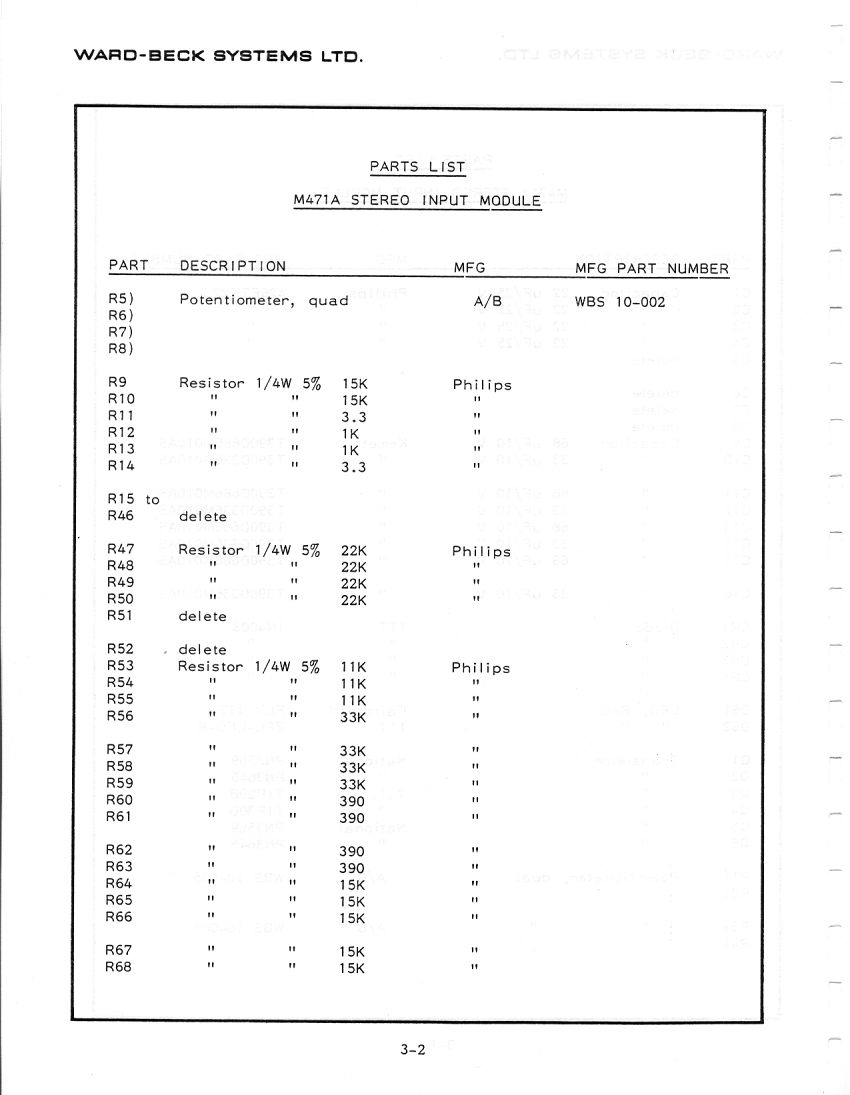 WARD-BECK SYSTEMS LTD.
PARTS LIST
M471A STEREO INPUT MODULE
PART DESCRIPTION MFG MFG PART NUMBER
R5) Potentiometer, quad A/B WBS 10-002
R6)
R7)
R8)
R9 Resistor 1/4W 5% 15K Philips
R10 " " 15K "
R11 " " 3.3 "
R12 " " 1K "
R13 " " 1K "
R14 " " 3.3 "
R15 to
R46 delete
R47 Resistor 1/4W 5% 22K Philips
R48 " " 22K "
R49 " " 22K "
R50 " " 22K "
R51 delete
R52 delete
R53 Resistor 1/4W 5% 11K Philips
R54 " " 11K "
R55 " " 11K "
R56 " " 33K "
R57 " " 33K "
R58 " " 33K "
R59 " " 33K "
R60 " " 390 "
R61 " " 390 "
R62 " " 390 "
R63 " " 390 "
R64 " " 15K "
R65 " " 15K "
R66 " " 15K "
R67 " " 15K "
R68 " " 15K "
3-2